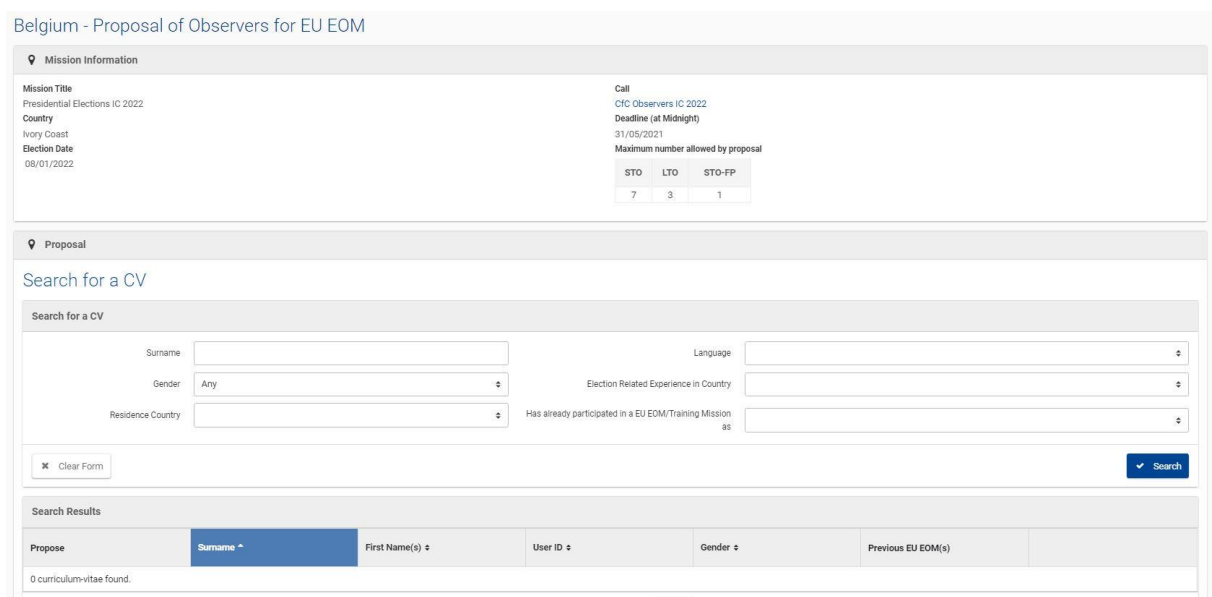 Belgium - Proposal of Observers for EU EOM
Mission Information
Mission Title
Presidential Elections IC 2022
Country
Ivory Coast
Election Date
08/01/2022
Call
CfC Observers IC 2022
Deadline (at Midnight)
31/05/2021
Maximum number allowed by proposal
STO LTO STO-FP
7 3 1
Proposal
Search for a CV
Search for a CV
Surname
Language
Gender Any
Election Related Experience in Country
Residence Country
Has already participated in a EU EOM/Training Mission
as
Clear Form
Search
Search Results
Propose Surname First Name(s) User ID Gender Previous EU EOM(s)
0 curriculum-vitae found.